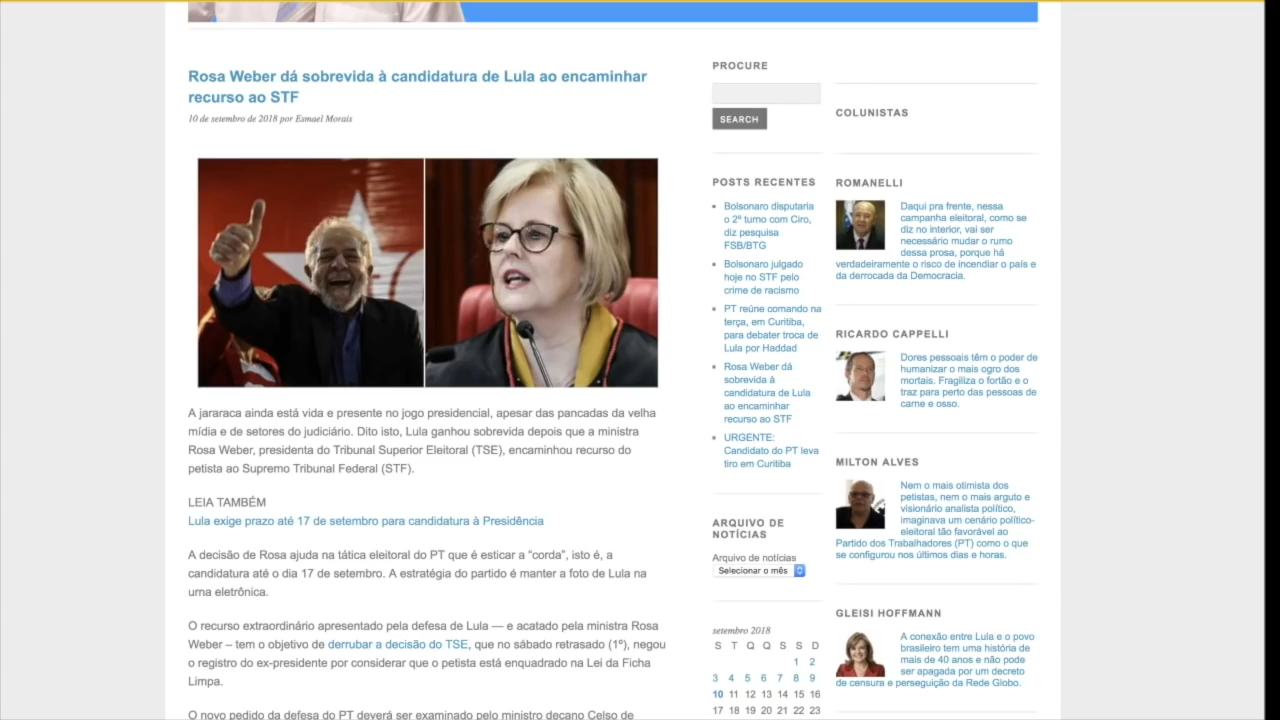 Rosa Weber dá sobrevida à candidatura de Lula ao encaminhar
recurso ao STF
10 de setembro de 2018 por Esmael Morais
A jararaca ainda está vida e presente no jogo presidencial, apesar das pancadas da velha
mídia e de setores do judiciário. Dito isto, Lula ganhou sobrevida depois que a ministra
Rosa Weber, presidenta do Tribunal Superior Eleitoral (TSE), encaminhou recurso do
petista ao Supremo Tribunal Federal (STF).
LEIA TAMBÉM
Lula exige prazo até 17 de setembro para candidatura à Presidência
A decisão de Rosa ajuda na tática eleitoral do PT que é esticar a “corda”, isto é, a
candidatura até o dia 17 de setembro. A estratégia do partido é manter a foto de Lula na
urna eletrônica.
O recurso extraordinário apresentado pela defesa de Lula — e acatado pela ministra Rosa
Weber – tem o objetivo de derrubar a decisão do TSE, que no sábado retrasado (1º), negou
o registro do ex-presidente por considerar que o petista está enquadrado na Lei da Ficha
Limpa.
O novo pedido da defesa do PT deverá ser examinado pelo ministro decano Celso de
PROCURE
SEARCH
POSTS RECENTES
Bolsonaro disputaria
o 2º turno com Ciro,
diz pesquisa
FSB/BTG
Bolsonaro julgado
hoje no STF pelo
crime de racismo
PT reúne comando na
terça, em Curitiba,
para debater troca de
Lula por Haddad
Rosa Weber dá
sobrevida à
candidatura de Lula
ao encaminhar
recurso ao STF
URGENTE:
Candidato do PT leva
tiro em Curitiba
ARQUIVO DE
NOTÍCIAS
Arquivo de notícias
Selecionar o mês
setembro 2018
S T Q Q S S D
1 2
3 4 5 6 7 8 9
10 11 12 13 14 15 16
17 18 19 20 21 22 23
COLUNISTAS
ROMANELLI
Daqui pra frente, nessa
campanha eleitoral, como se
diz no interior, vai ser
necessário mudar o rumo
dessa prosa, porque há
verdadeiramente o risco de incendiar o país e
da derrocada da Democracia.
RICARDO CAPPELLI
Dores pessoais têm o poder de
humanizar o mais ogro dos
mortais. Fragiliza o fortão e o
traz para perto das pessoas de
carne e osso.
MILTON ALVES
Nem o mais otimista dos
petistas, nem o mais arguto e
visionário analista político,
imaginava um cenário político-
eleitoral tão favorável ao
Partido dos Trabalhadores (PT) como o que
se configurou nos últimos dias e horas.
GLEISI HOFFMANN
A conexão entre Lula e o povo
brasileiro tem uma história de
mais de 40 anos e não pode
ser apagada por um decreto
de censura e perseguição da Rede Globo.